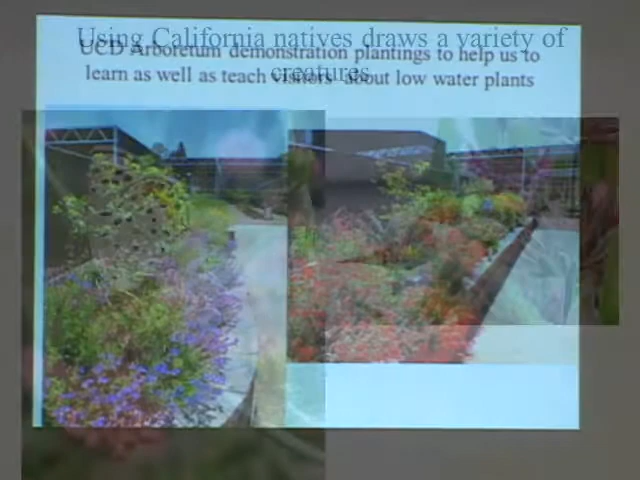 Using California natives draws a variety of
creatures
UCD Arboretum demonstration plantings to help us to
learn as well as teach visitors about low water plants